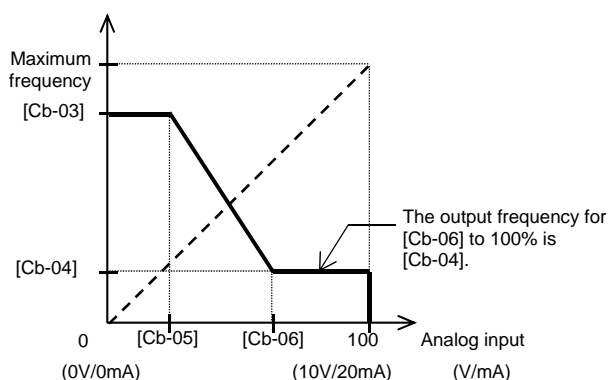 Maximum
frequency
[Cb-03]
[Cb-04]
The output frequency for
[Cb-06] to 100% is
[Cb-04].
0
[Cb-05]
[Cb-06]
100
Analog input
(0V/0mA)
(10V/20mA)
(V/mA)